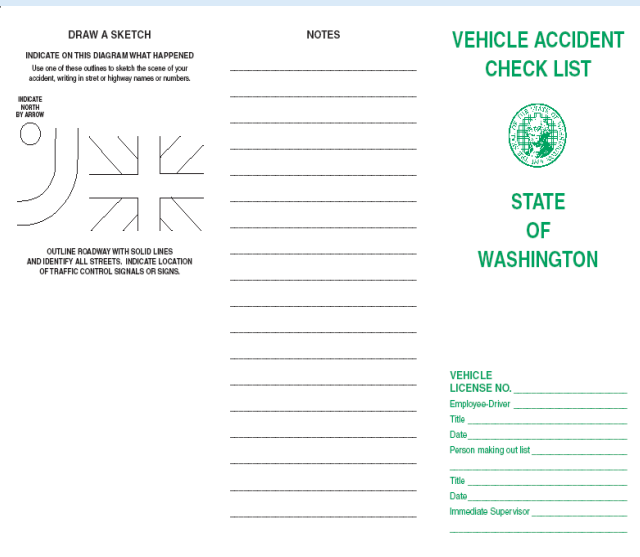 DRAW A SKETCH
INDICATE ON THIS DIAGRAM WHAT HAPPENED
Use one of these outlines to sketch the scene of your
accident, writing in stret or highway names or numbers.
INDICATE
NORTH
BY ARROW
OUTLINE ROADWAY WITH SOLID LINES
AND IDENTIFY ALL STREETS. INDICATE LOCATION
OF TRAFFIC CONTROL SIGNALS OR SIGNS.
NOTES
VEHICLE ACCIDENT
CHECK LIST
STATE
OF
WASHINGTON
VEHICLE
LICENSE NO.
Employee-Driver
Title
Date
Person making out list
Title
Date
Immediate Supervisor